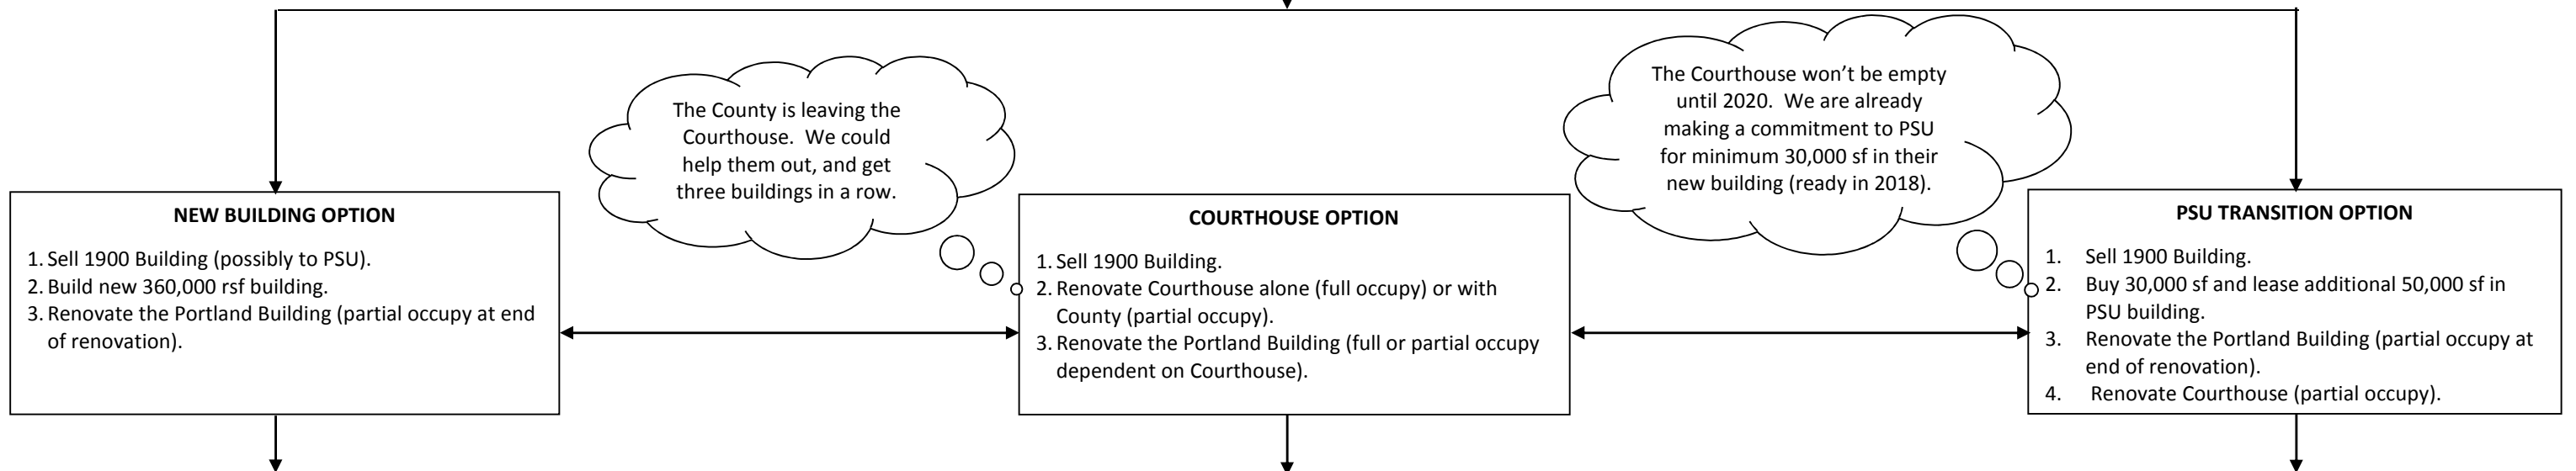 The County is leaving the
Courthouse.  We could
help them out, and get
three buildings in a row.
The Courthouse won’t be empty
until 2020.  We are already
making a commitment to PSU
for minimum 30,000 sf in their
new building (ready in 2018).
NEW BUILDING OPTION
1. Sell 1900 Building (possibly to PSU).
2. Build new 360,000 rsf building.
3. Renovate the Portland Building (partial occupy at end
of renovation).
COURTHOUSE OPTION
1. Sell 1900 Building.
2. Renovate Courthouse alone (full occupy) or with
County (partial occupy).
3. Renovate the Portland Building (full or partial occupy
dependent on Courthouse).
PSU TRANSITION OPTION
1. Sell 1900 Building.
2. Buy 30,000 sf and lease additional 50,000 sf in
PSU building.
3. Renovate the Portland Building (partial occupy at
end of renovation).
4. Renovate Courthouse (partial occupy).